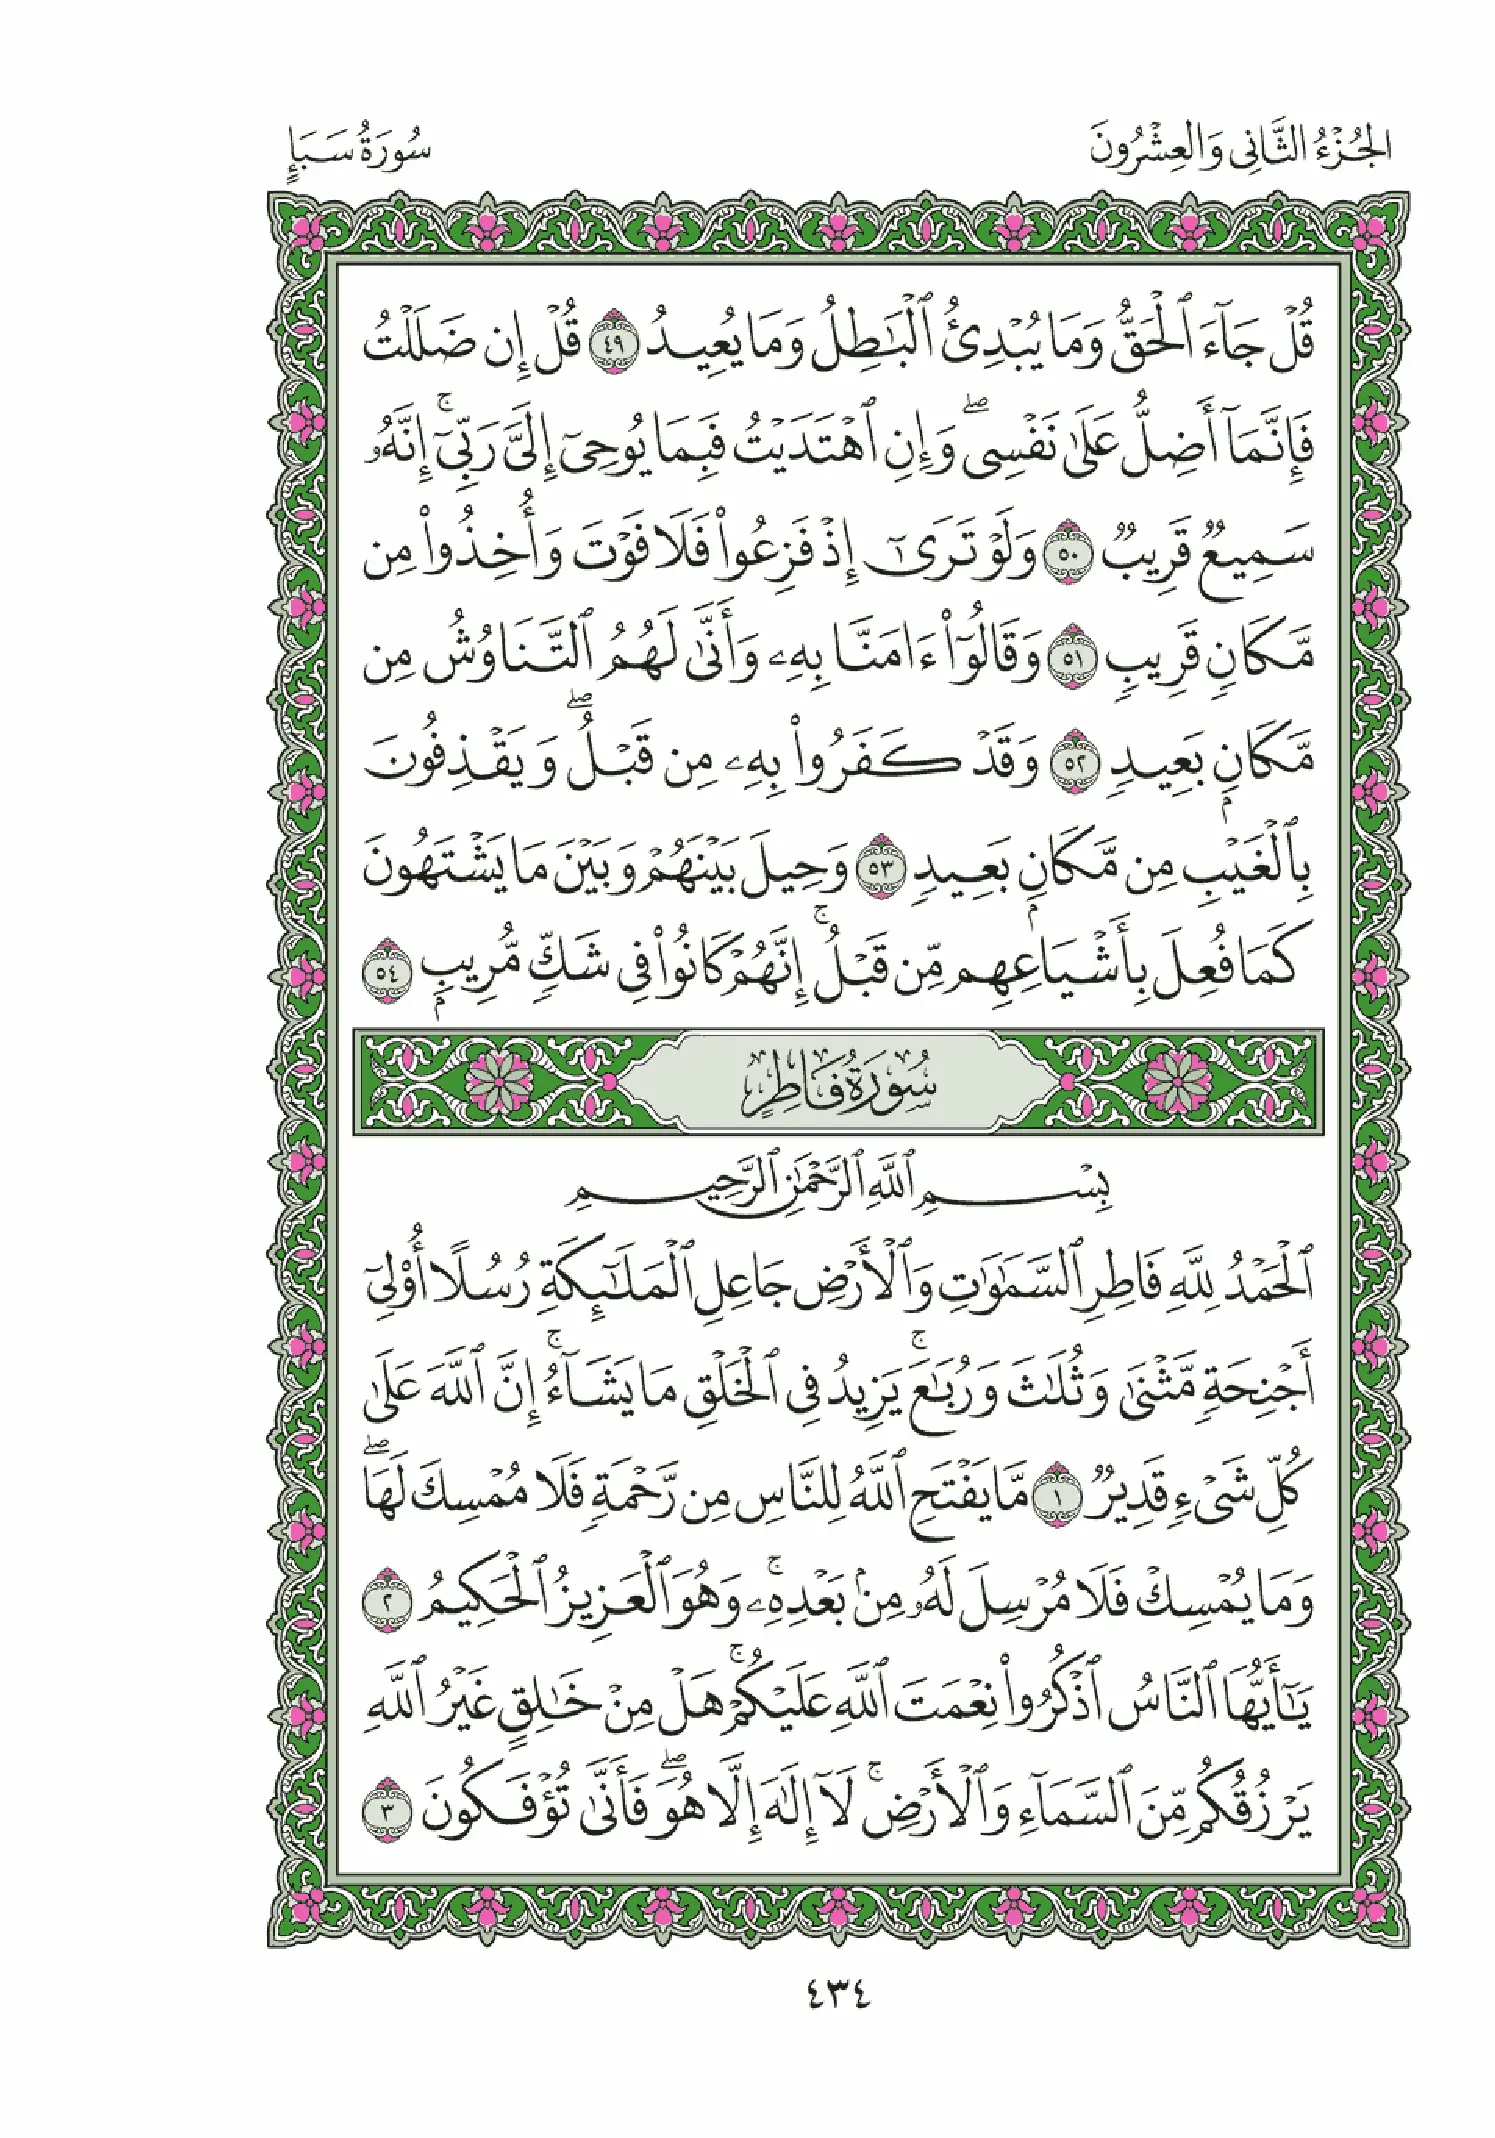 الجُزْءُ الثَّانِي وَالعِشْرُونَ
سُورَةُ سَبَإٍ
قُلْ جَآءَ ٱلْحَقُّ وَمَا يُبْدِئُ ٱلْبَٰطِلُ وَمَا يُعِيدُ ٤٩ قُلْ إِن ضَلَلْتُ
فَإِنَّمَآ أَضِلُّ عَلَىٰ نَفْسِى ۖ وَإِنِ ٱهْتَدَيْتُ فَبِمَا يُوحِىٓ إِلَىَّ رَبِّىٓ ۚ إِنَّهُۥ
سَمِيعٌ قَرِيبٌ ٥٠ وَلَوْ تَرَىٰٓ إِذْ فَزِعُوا۟ فَلَا فَوْتَ وَأُخِذُوا۟ مِن
مَّكَانٍ قَرِيبٍ ٥١ وَقَالُوٓا۟ ءَامَنَّا بِهِۦ وَأَنَّىٰ لَهُمُ ٱلتَّنَاوُشُ مِن
مَّكَانٍۭ بَعِيدٍ ٥٢ وَقَدْ كَفَرُوا۟ بِهِۦ مِن قَبْلُ ۖ وَيَقْذِفُونَ
بِٱلْغَيْبِ مِن مَّكَانٍۭ بَعِيدٍ ٥٣ وَحِيلَ بَيْنَهُمْ وَبَيْنَ مَا يَشْتَهُونَ
كَمَا فُعِلَ بِأَشْيَاعِهِم مِّن قَبْلُ ۚ إِنَّهُمْ كَانُوا۟ فِى شَكٍّ مُّرِيبٍۭ ٥٤
سُورَةُ فَاطِرٍ
بِسْمِ ٱللَّهِ ٱلرَّحْمَٰنِ ٱلرَّحِيمِ
ٱلْحَمْدُ لِلَّهِ فَاطِرِ ٱلسَّمَٰوَٰتِ وَٱلْأَرْضِ جَاعِلِ ٱلْمَلَٰٓئِكَةِ رُسُلًا أُو۟لِىٓ
أَجْنِحَةٍ مَّثْنَىٰ وَثُلَٰثَ وَرُبَٰعَ ۚ يَزِيدُ فِى ٱلْخَلْقِ مَا يَشَآءُ ۚ إِنَّ ٱللَّهَ عَلَىٰ
كُلِّ شَىْءٍ قَدِيرٌ ١ مَّا يَفْتَحِ ٱللَّهُ لِلنَّاسِ مِن رَّحْمَةٍ فَلَا مُمْسِكَ لَهَا ۖ
وَمَا يُمْسِكْ فَلَا مُرْسِلَ لَهُۥ مِنۢ بَعْدِهِۦ ۚ وَهُوَ ٱلْعَزِيزُ ٱلْحَكِيمُ ٢
يَٰٓأَيُّهَا ٱلنَّاسُ ٱذْكُرُوا۟ نِعْمَتَ ٱللَّهِ عَلَيْكُمْ ۚ هَلْ مِنْ خَٰلِقٍ غَيْرُ ٱللَّهِ
يَرْزُقُكُم مِّنَ ٱلسَّمَآءِ وَٱلْأَرْضِ ۚ لَآ إِلَٰهَ إِلَّا هُوَ ۖ فَأَنَّىٰ تُؤْفَكُونَ ٣
٤٣٤